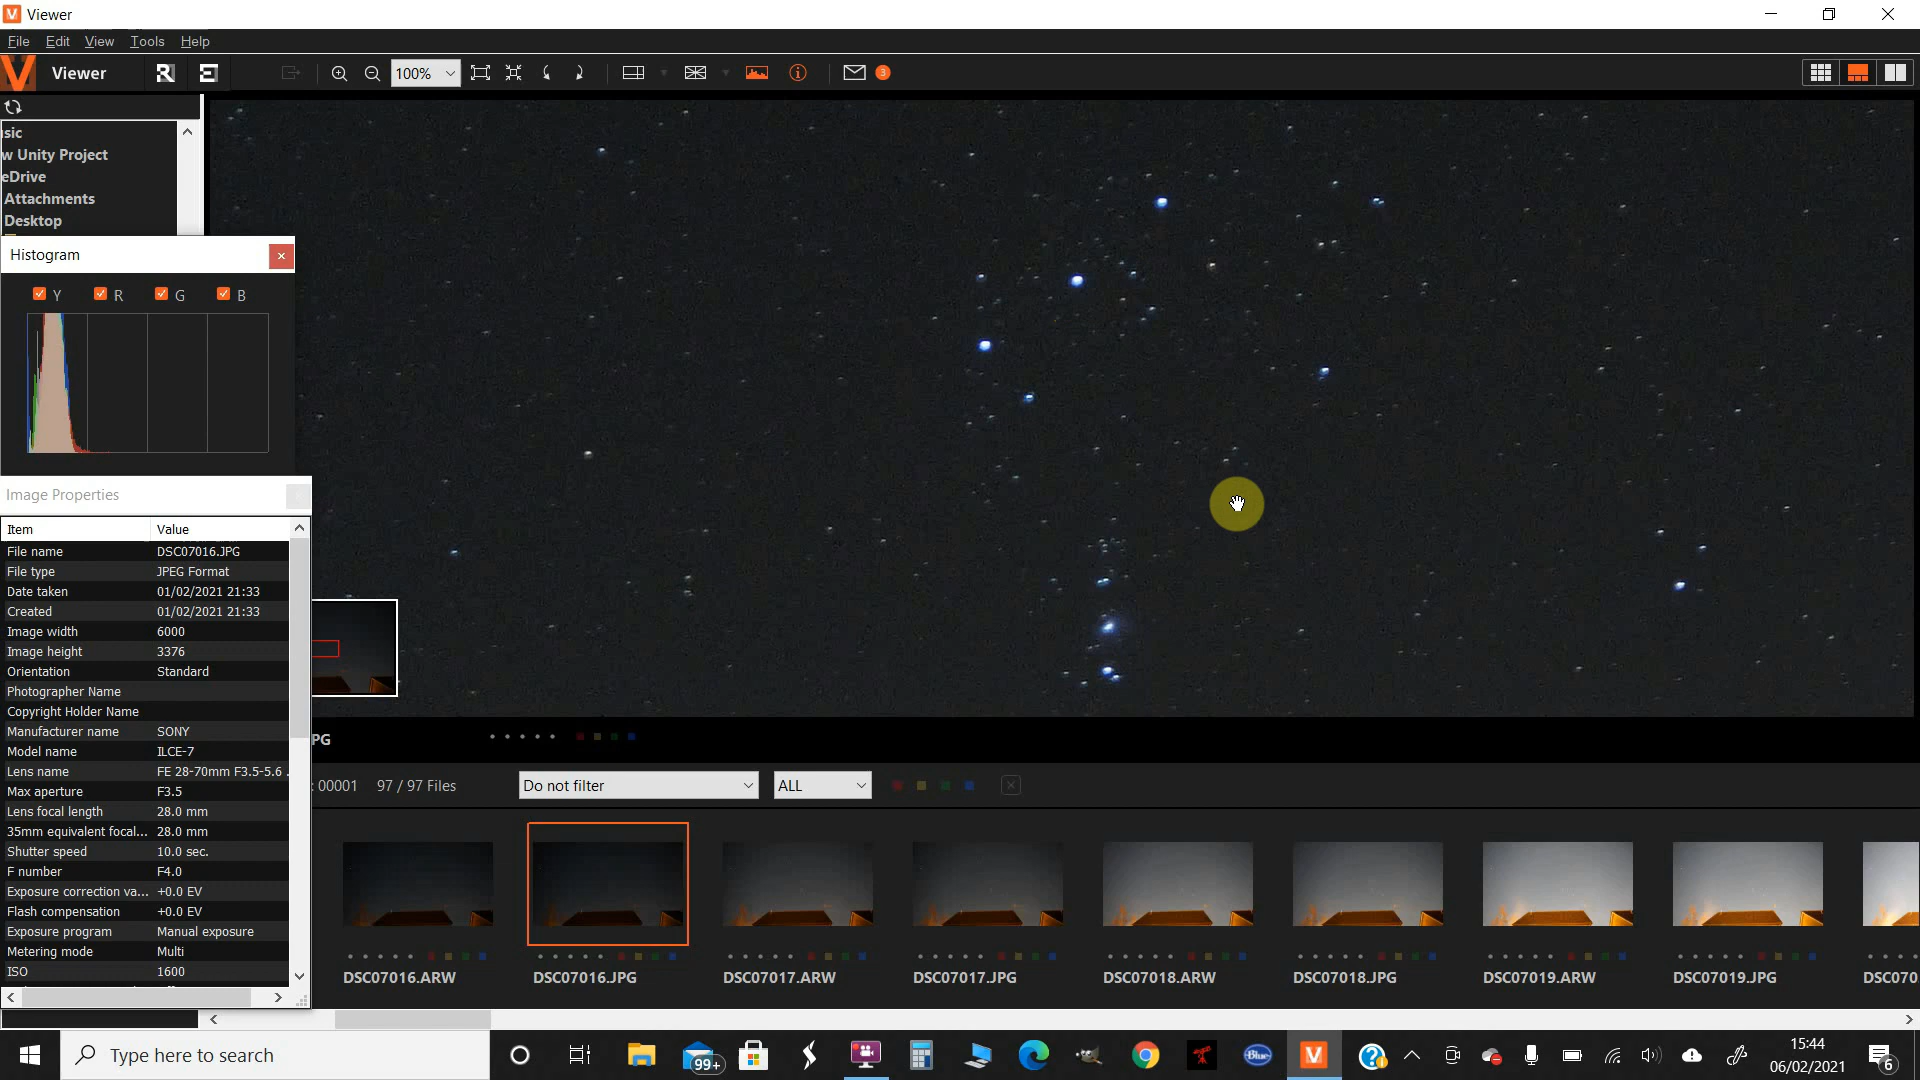 Viewer
File Edit View Tools Help
Viewer
100%
3
w Unity Project
Attachments
Desktop
Histogram
Y R G B
Image Properties
Item Value
File name DSC07016.JPG
File type JPEG Format
Date taken 01/02/2021 21:33
Created 01/02/2021 21:33
Image width 6000
Image height 3376
Orientation Standard
Photographer Name
Copyright Holder Name
Manufacturer name SONY
Model name ILCE-7
Lens name FE 28-70mm F3.5-5.6
Max aperture F3.5
Lens focal length 28.0 mm
35mm equivalent focal... 28.0 mm
Shutter speed 10.0 sec.
F number F4.0
Exposure correction va... +0.0 EV
Flash compensation +0.0 EV
Exposure program Manual exposure
Metering mode Multi
ISO 1600
PG
: 00001 97 / 97 Files Do not filter ALL
DSC07016.ARW DSC07016.JPG DSC07017.ARW DSC07017.JPG DSC07018.ARW DSC07018.JPG DSC07019.ARW DSC07019.JPG DSC070
Type here to search
99+
Blue
15:44
06/02/2021
6